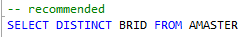 -- recommended
SELECT DISTINCT BRID FROM AMASTER